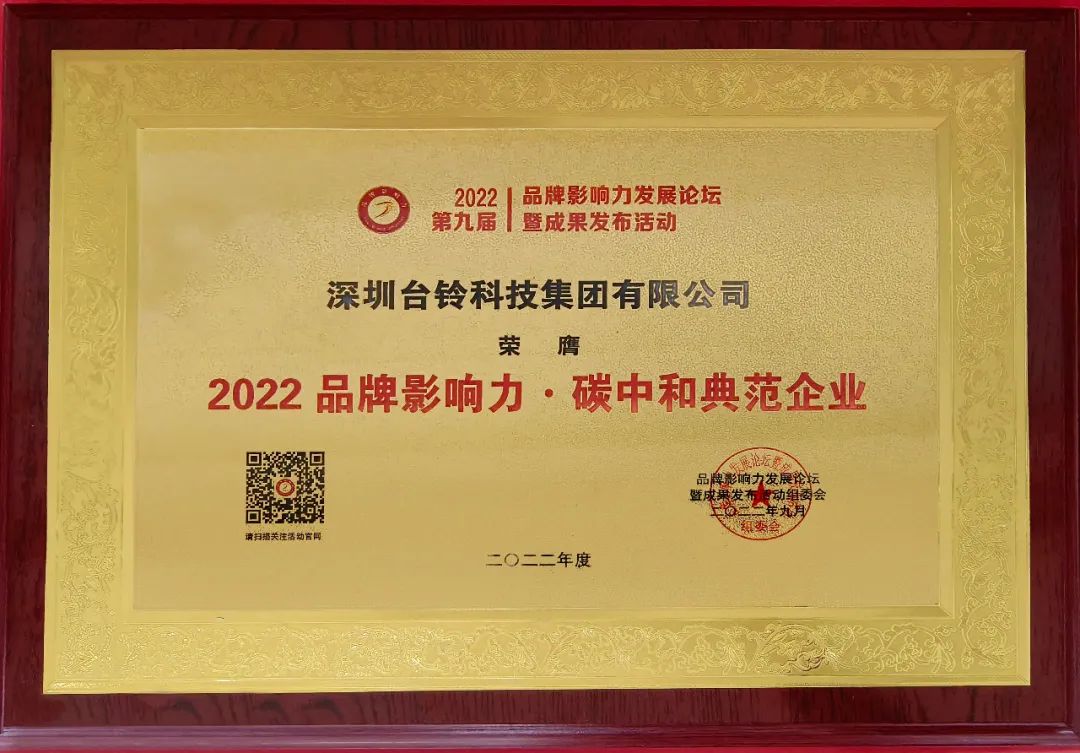 2022
第九届
品牌影响力发展论坛
暨成果发布活动
深圳台铃科技集团有限公司
荣 膺
2022 品牌影响力·碳中和典范企业
请扫描关注活动官网
品牌影响力发展论坛
暨成果发布活动组委会
二〇二二年九月
组委会
二〇二二年度